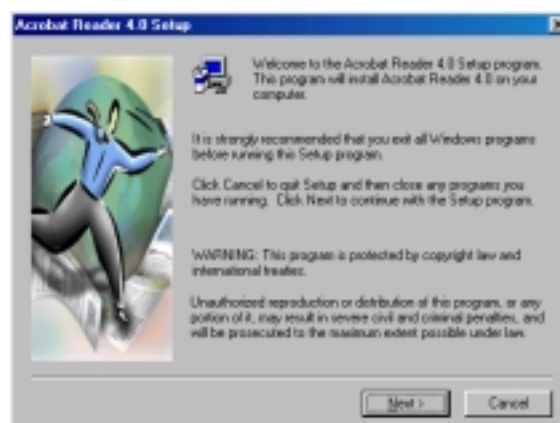 Acrobat Reader 4.0 Setup
Welcome to the Acrobat Reader 4.0 Setup program.
This program will install Acrobat Reader 4.0 on your
computer.
It is strongly recommended that you exit all Windows programs
before running this Setup program.
Click Cancel to quit Setup and then close any programs you
have running. Click Next to continue with the Setup program.
WARNING: This program is protected by copyright law and
international treaties.
Unauthorized reproduction or distribution of this program, or any
portion of it, may result in severe civil and criminal penalties, and
will be prosecuted to the maximum extent possible under law.
Next >
Cancel